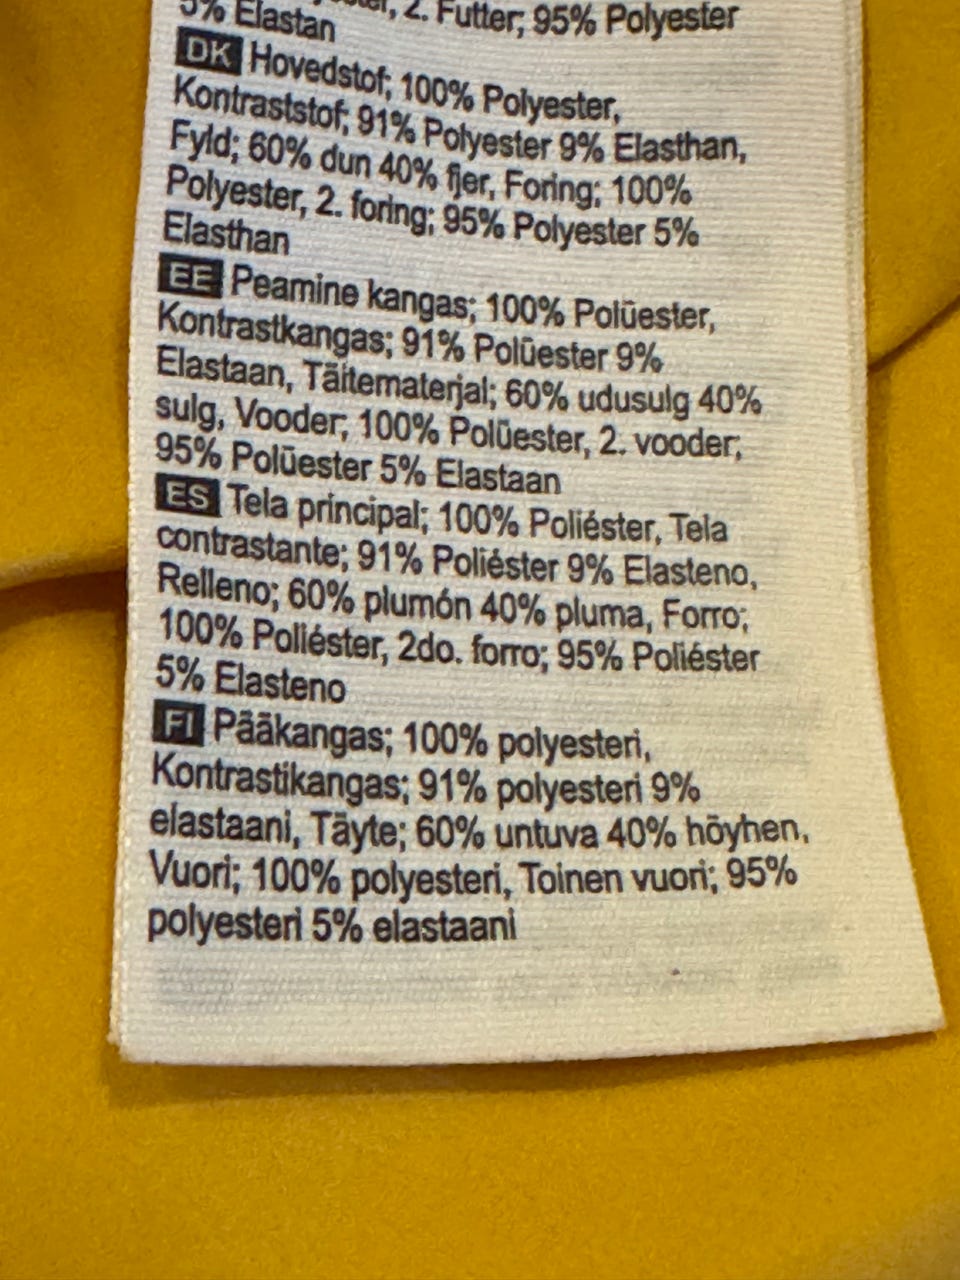 2. Futter; 95% Polyester
5% Elastan
DK Hovedstof; 100% Polyester,
Kontraststof; 91% Polyester 9% Elasthan,
Fyld; 60% dun 40% fjer, Foring; 100%
Polyester, 2. foring; 95% Polyester 5%
Elasthan
EE Peamine kangas; 100% Polüester,
Kontrastkangas; 91% Polüester 9%
Elastaan, Täitematerjal; 60% udusulg 40%
sulg, Vooder; 100% Polüester, 2. vooder;
95% Polüester 5% Elastaan
ES Tela principal; 100% Poliéster, Tela
contrastante; 91% Poliéster 9% Elasteno,
Relleno; 60% plumón 40% pluma, Forro;
100% Poliéster, 2do. forro; 95% Poliéster
5% Elasteno
FI Pääkangas; 100% polyesteri,
Kontrastikangas; 91% polyesteri 9%
elastaani, Täyte; 60% untuva 40% höyhen,
Vuori; 100% polyesteri, Toinen vuori; 95%
polyesteri 5% elastaani